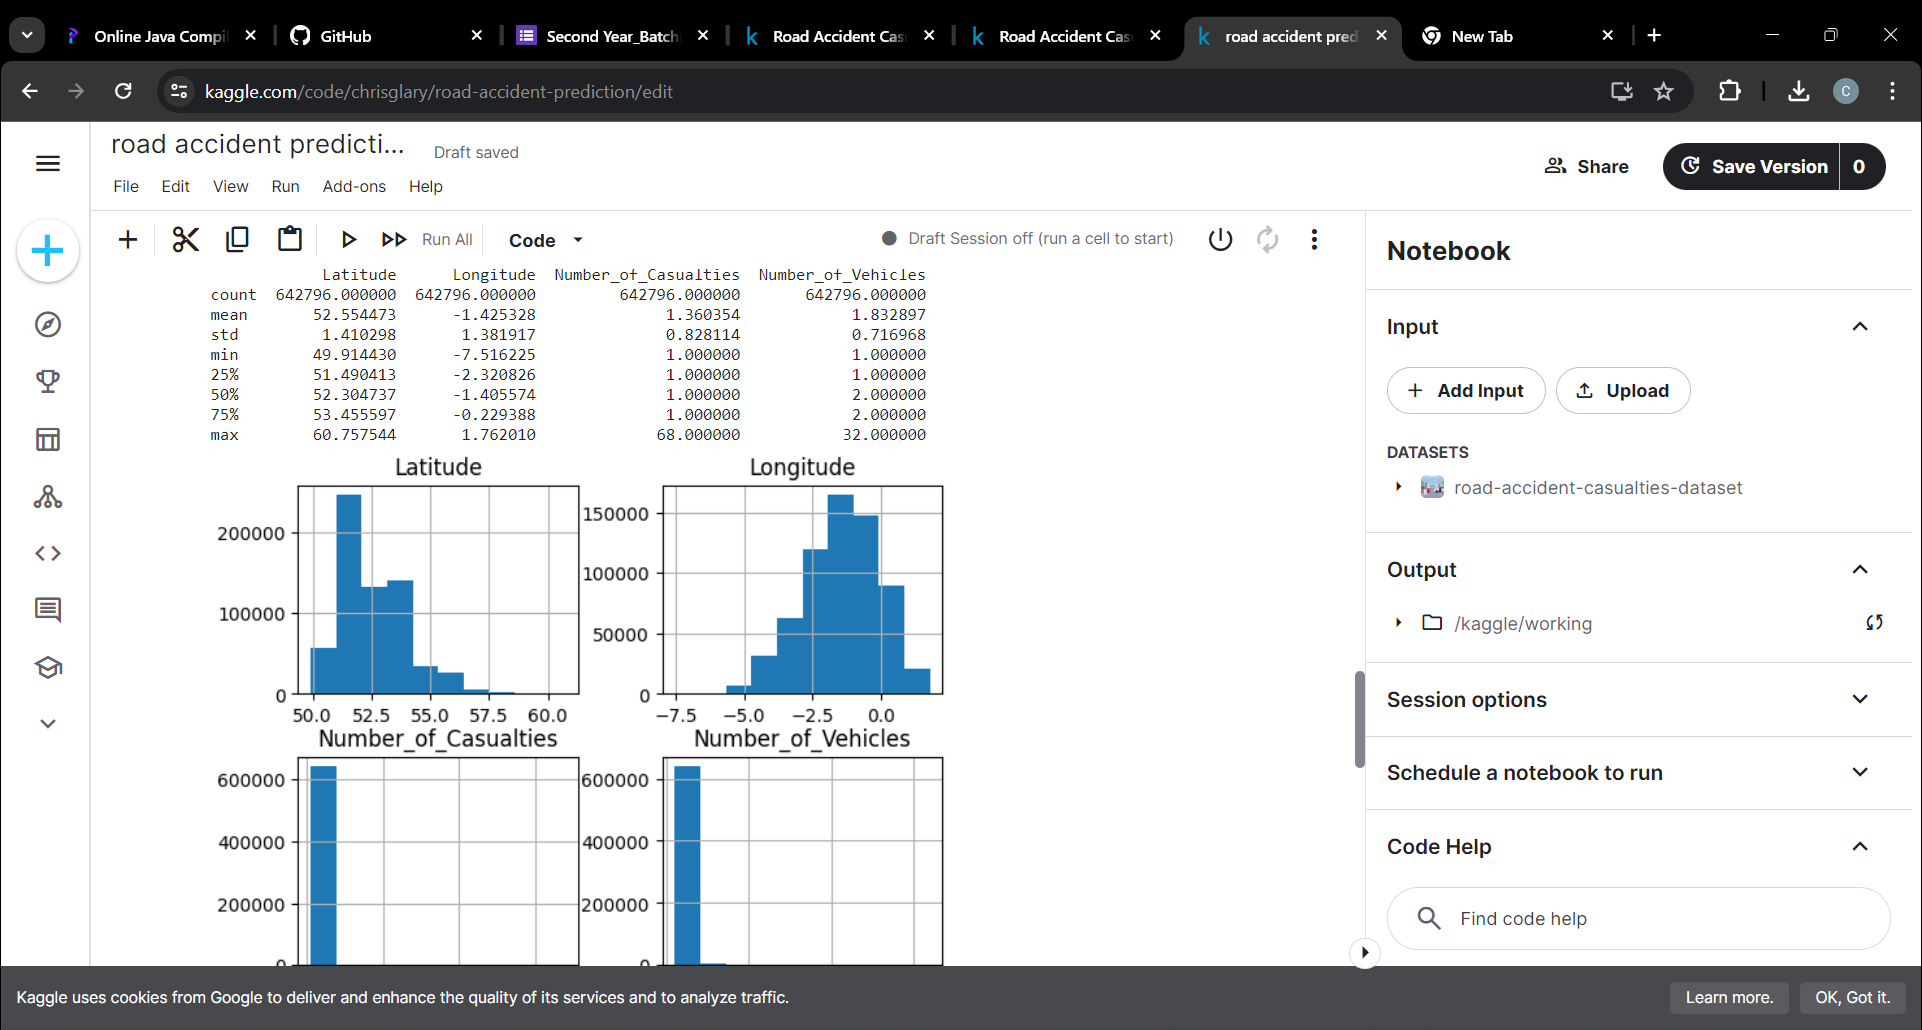 Online Java Compil
GitHub
Second Year_Batch
Road Accident Cas
Road Accident Cas
road accident pred
New Tab
kaggle.com/code/chrisglary/road-accident-prediction/edit
C
road accident predicti...
Draft saved
File Edit View Run Add-ons Help
Share
Save Version 0
Run All
Code
Draft Session off (run a cell to start)
Latitude Longitude Number_of_Casualties Number_of_Vehicles
count 642796.000000 642796.000000 642796.000000 642796.000000
mean 52.554473 -1.425328 1.360354 1.832897
std 1.410298 1.381917 0.828114 0.716968
min 49.914430 -7.516225 1.000000 1.000000
25% 51.490413 -2.320826 1.000000 1.000000
50% 52.304737 -1.405574 1.000000 2.000000
75% 53.455597 -0.229388 1.000000 2.000000
max 60.757544 1.762010 68.000000 32.000000
Latitude
200000
100000
0
50.0 52.5 55.0 57.5 60.0
Longitude
150000
100000
50000
0
−7.5 −5.0 −2.5 0.0
Number_of_Casualties
600000
400000
200000
0
Number_of_Vehicles
600000
400000
200000
0
Notebook
Input
Add Input
Upload
DATASETS
road-accident-casualties-dataset
Output
/kaggle/working
Session options
Schedule a notebook to run
Code Help
Find code help
Kaggle uses cookies from Google to deliver and enhance the quality of its services and to analyze traffic.
Learn more.
OK, Got it.